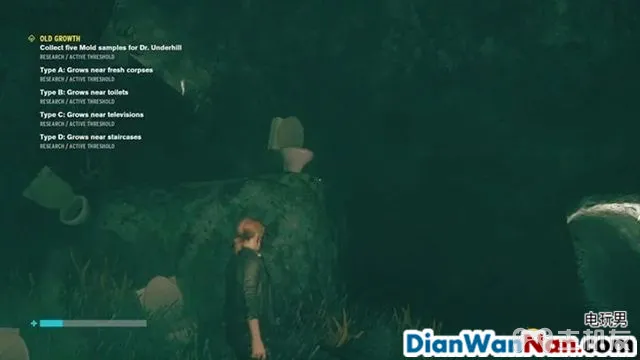 OLD GROWTH
Collect five Mold samples for Dr. Underhill
RESEARCH / ACTIVE THRESHOLD
Type A: Grows near fresh corpses
RESEARCH / ACTIVE THRESHOLD
Type B: Grows near toilets
RESEARCH / ACTIVE THRESHOLD
Type C: Grows near televisions
RESEARCH / ACTIVE THRESHOLD
Type D: Grows near staircases
RESEARCH / ACTIVE THRESHOLD
电玩男
DianWanNan.com